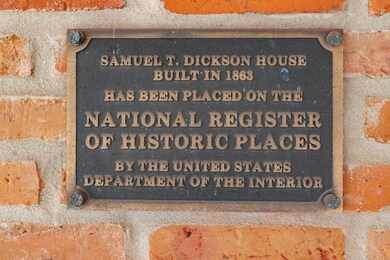 SAMUEL T. DICKSON HOUSE
BUILT IN 1863
HAS BEEN PLACED ON THE
NATIONAL REGISTER
OF HISTORIC PLACES
BY THE UNITED STATES
DEPARTMENT OF THE INTERIOR